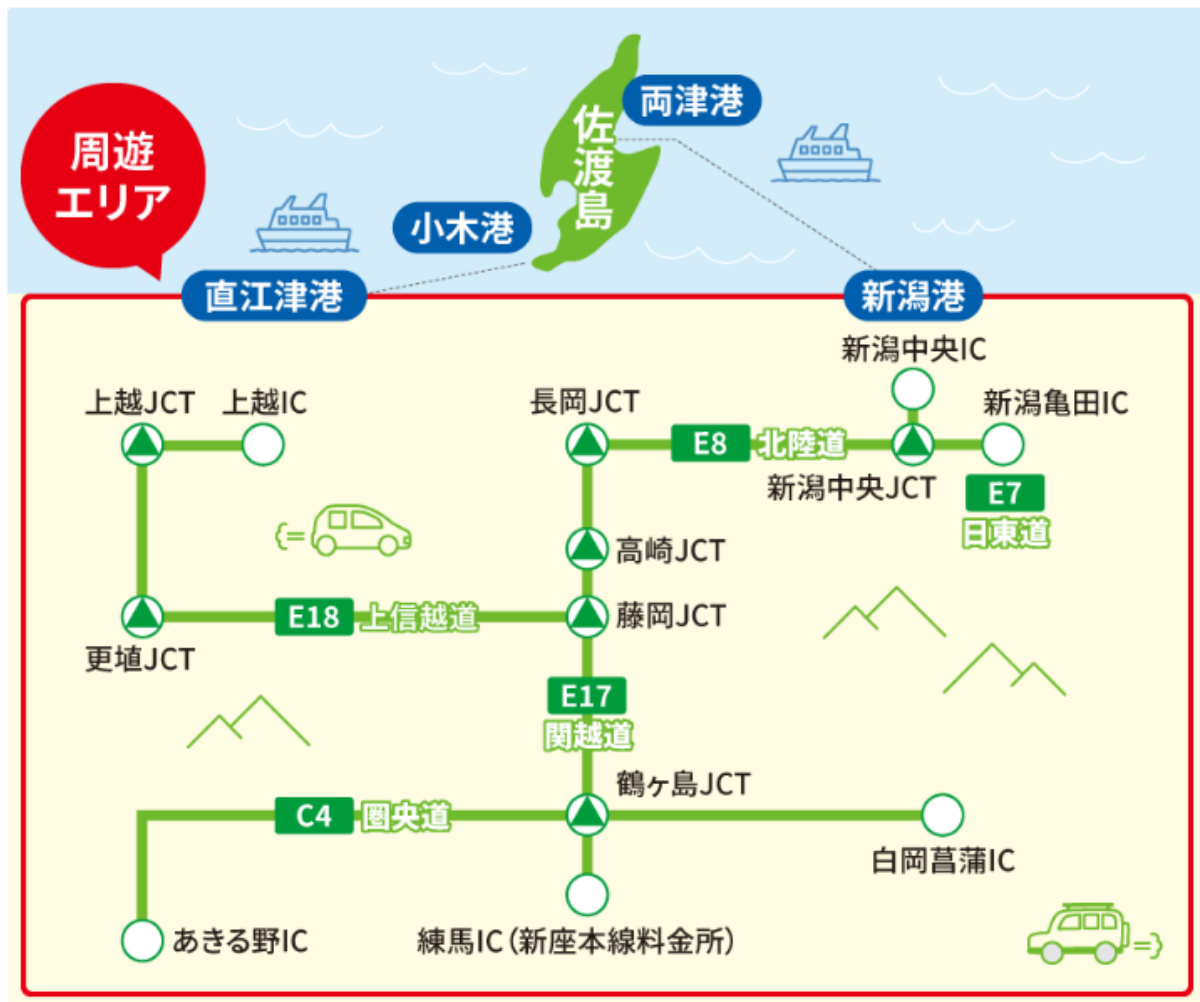 両津港
佐渡島
周遊
エリア
小木港
直江津港
新潟港
新潟中央IC
上越JCT
上越IC
長岡JCT
新潟亀田IC
E8 北陸道
新潟中央JCT
E7
日東道
高崎JCT
E18 上信越道
藤岡JCT
更埴JCT
E17
関越道
鶴ヶ島JCT
C4 圏央道
白岡菖蒲IC
あきる野IC
練馬IC（新座本線料金所）